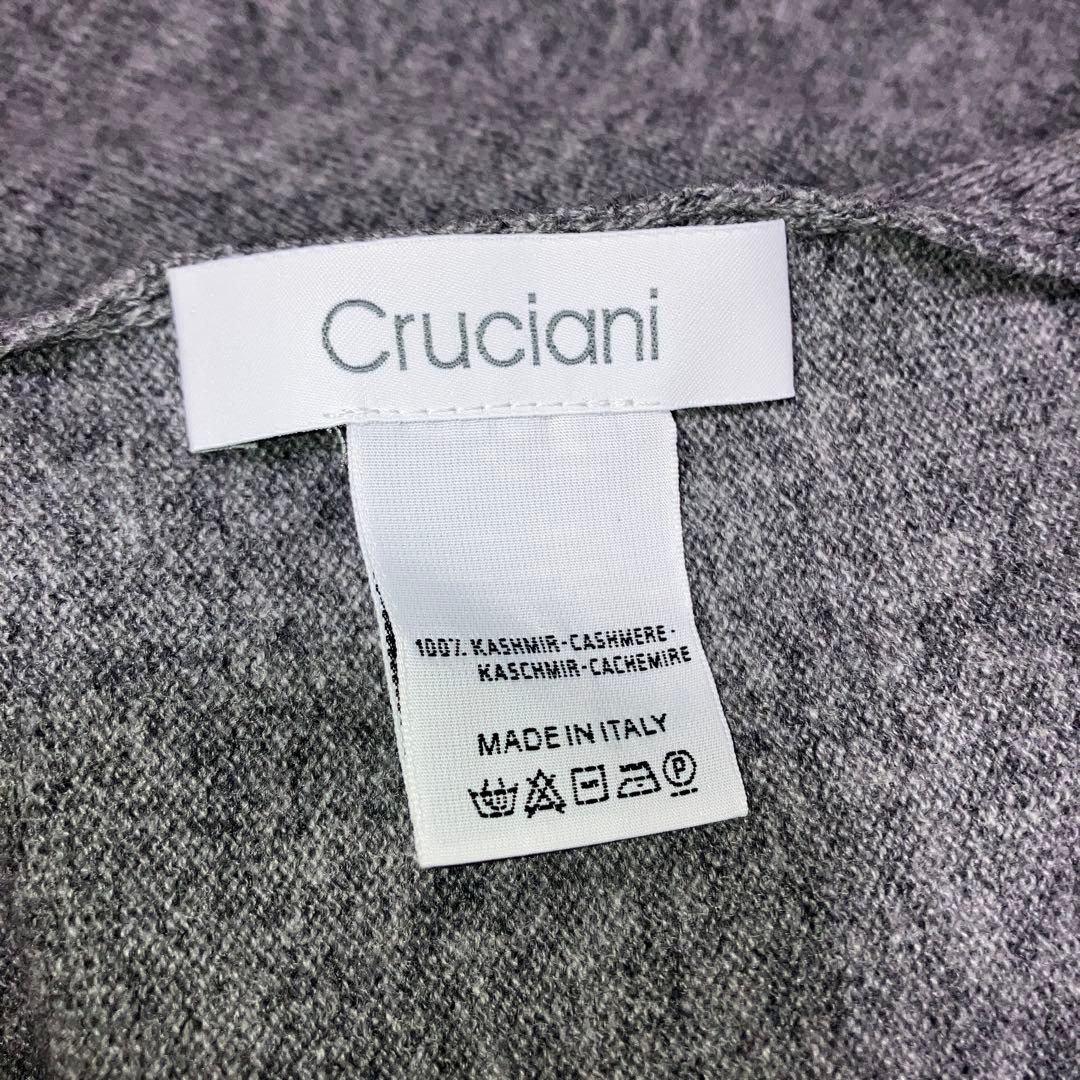 Cruciani
100% KASHMIR-CASHMERE-
KASCHMIR-CACHEMIRE
MADE IN ITALY
P